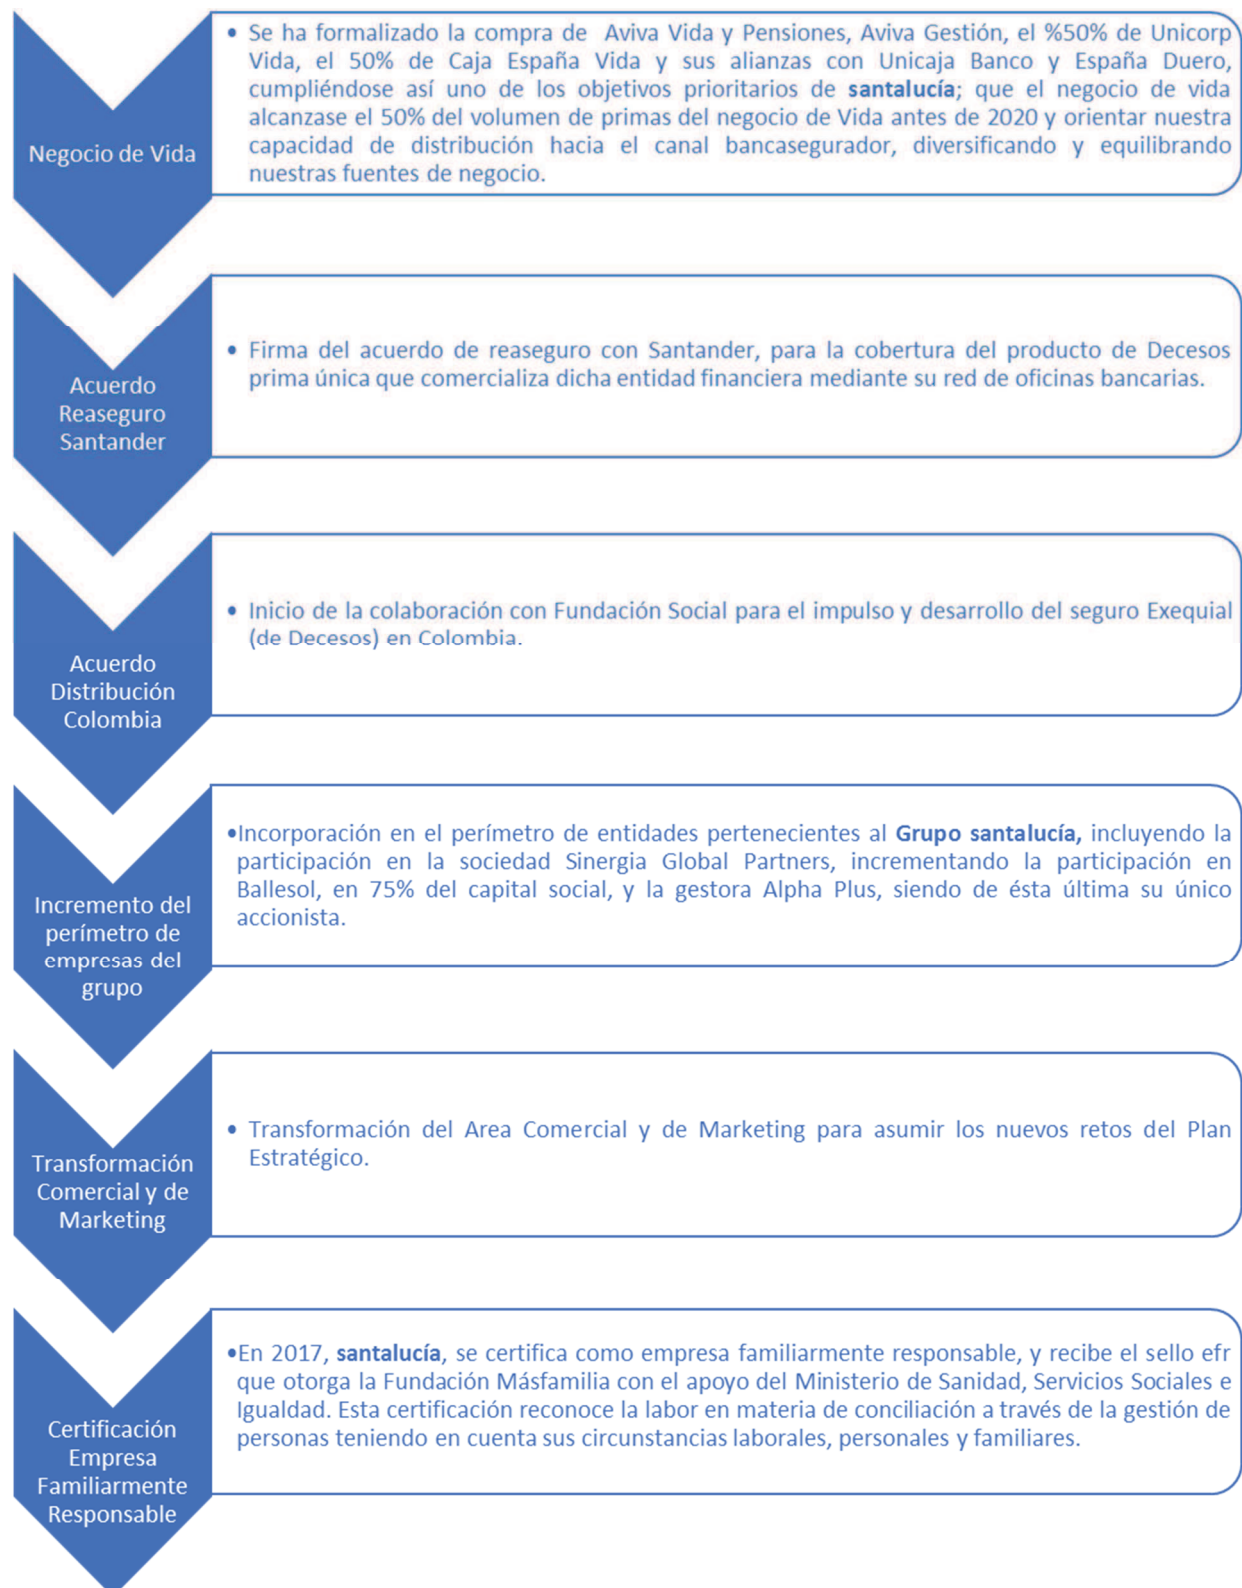 Negocio de Vida
• Se ha formalizado la compra de Aviva Vida y Pensiones, Aviva Gestión, el %50% de Unicorp
Vida, el 50% de Caja España Vida y sus alianzas con Unicaja Banco y España Duero,
cumpliéndose así uno de los objetivos prioritarios de santalucía; que el negocio de vida
alcanzase el 50% del volumen de primas del negocio de Vida antes de 2020 y orientar nuestra
capacidad de distribución hacia el canal bancasegurador, diversificando y equilibrando
nuestras fuentes de negocio.
Acuerdo
Reaseguro
Santander
• Firma del acuerdo de reaseguro con Santander, para la cobertura del producto de Decesos
prima única que comercializa dicha entidad financiera mediante su red de oficinas bancarias.
Acuerdo
Distribución
Colombia
• Inicio de la colaboración con Fundación Social para el impulso y desarrollo del seguro Exequial
(de Decesos) en Colombia.
Incremento del
perímetro de
empresas del
grupo
•Incorporación en el perímetro de entidades pertenecientes al Grupo santalucía, incluyendo la
participación en la sociedad Sinergia Global Partners, incrementando la participación en
Ballesol, en 75% del capital social, y la gestora Alpha Plus, siendo de ésta última su único
accionista.
Transformación
Comercial y de
Marketing
• Transformación del Area Comercial y de Marketing para asumir los nuevos retos del Plan
Estratégico.
Certificación
Empresa
Familiarmente
Responsable
•En 2017, santalucía, se certifica como empresa familiarmente responsable, y recibe el sello efr
que otorga la Fundación Másfamilia con el apoyo del Ministerio de Sanidad, Servicios Sociales e
Igualdad. Esta certificación reconoce la labor en materia de conciliación a través de la gestión de
personas teniendo en cuenta sus circunstancias laborales, personales y familiares.